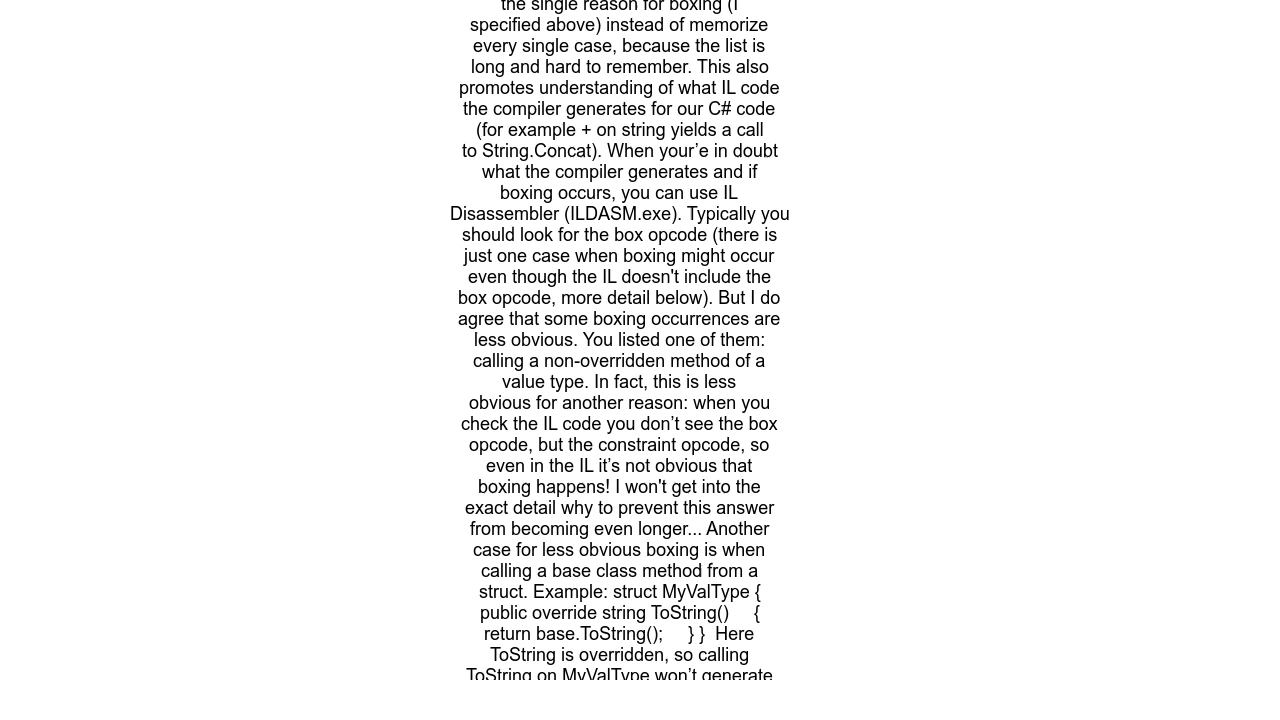 the single reason for boxing (I
specified above) instead of memorize
every single case, because the list is
long and hard to remember. This also
promotes understanding of what IL code
the compiler generates for our C# code
(for example + on string yields a call
to String.Concat). When your’e in doubt
what the compiler generates and if
boxing occurs, you can use IL
Disassembler (ILDASM.exe). Typically you
should look for the box opcode (there is
just one case when boxing might occur
even though the IL doesn't include the
box opcode, more detail below). But I do
agree that some boxing occurrences are
less obvious. You listed one of them:
calling a non-overridden method of a
value type. In fact, this is less
obvious for another reason: when you
check the IL code you don’t see the box
opcode, but the constraint opcode, so
even in the IL it’s not obvious that
boxing happens! I won't get into the
exact detail why to prevent this answer
from becoming even longer... Another
case for less obvious boxing is when
calling a base class method from a
struct. Example: struct MyValType {
public override string ToString()     {
return base.ToString();     } }  Here
ToString is overridden, so calling
ToString on MyValType won’t generate